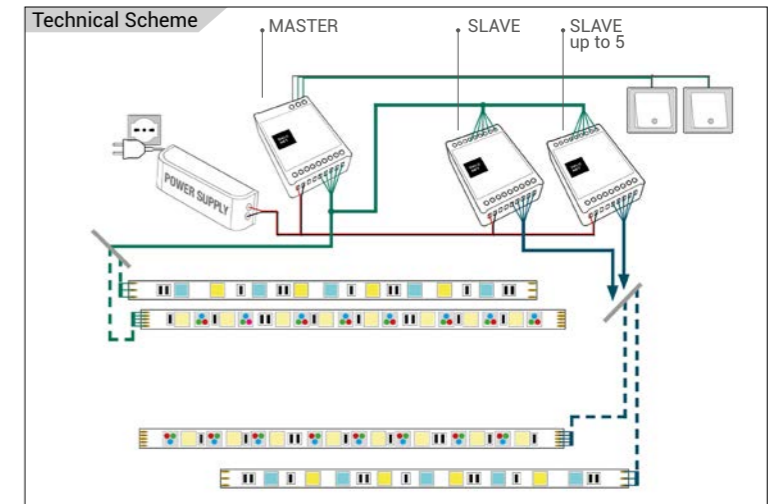 Technical Scheme
MASTER
SLAVE
SLAVE
up to 5
POWER SUPPLY